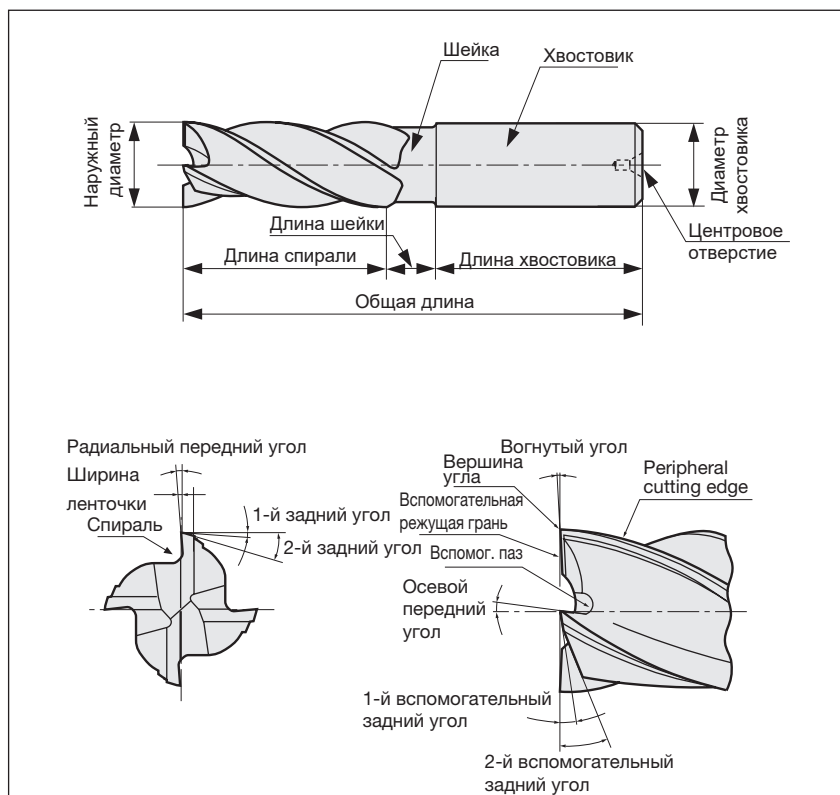 Шейка
Хвостовик
Наружный
диаметр
Диаметр
хвостовика
Длина шейки
Центровое
отверстие
Длина спирали
Длина хвостовика
Общая длина
Радиальный передний угол
Ширина
ленточки
Спираль
1-й задний угол
2-й задний угол
Вогнутый угол
Вершина
угла
Peripheral
cutting edge
Вспомогательная
режущая грань
Вспомог. паз
Осевой
передний
угол
1-й вспомогательный
задний угол
2-й вспомогательный
задний угол